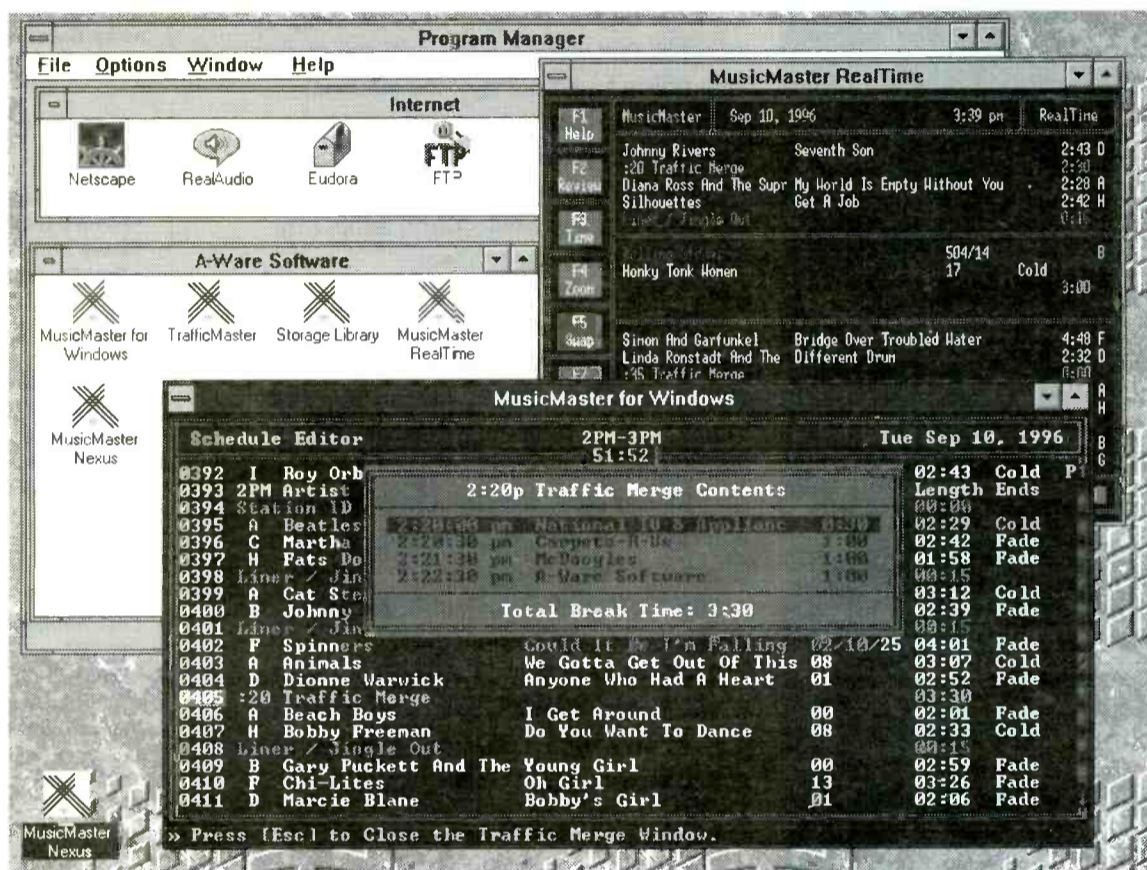 Program Manager
File Options Window Help
Internet
Netscape RealAudio Eudora FTP
A-Ware Software
MusicMaster for Windows
TrafficMaster
Storage Library
MusicMaster RealTime
MusicMaster Nexus
MusicMaster Nexus
MusicMaster RealTime
F1 Help
F2 Review
F3 Time
F4 Zoom
F5 Swap
F7
MusicMaster Sep 10, 1996 3:39 pm RealTime
Johnny Rivers Seventh Son 2:43 D
:20 Traffic Merge 2:30
Diana Ross And The Supr My World Is Empty Without You 2:28 A
Silhouettes Get A Job 2:42 H
Liner / Jingle Out 0:15
504/14 B
Honky Tonk Women 17 Cold
3:00
Simon And Garfunkel Bridge Over Troubled Water 4:48 F
Linda Ronstadt And The Different Drum 2:32 D
:35 Traffic Merge 0:00
A
H
B
G
MusicMaster for Windows
Schedule Editor 2PM-3PM Tue Sep 10, 1996
51:52
0392 I Roy Orb 02:43 Cold P
0393 2PM Artist Length Ends
0394 Station ID 00:00
0395 A Beatles 02:29 Cold
0396 C Martha 02:42 Fade
0397 H Fats Do 01:58 Fade
0398 Liner / Jin 00:15
0399 A Cat Ste 03:12 Cold
0400 B Johnny 02:39 Fade
0401 Liner / Jin 00:15
0402 F Spinners Could It Be I'm Falling 02/10/25 04:01 Fade
0403 A Animals We Gotta Get Out Of This 08 03:07 Cold
0404 D Dionne Warwick Anyone Who Had A Heart 01 02:52 Fade
0405 :20 Traffic Merge 03:30
0406 A Beach Boys I Get Around 00 02:01 Fade
0407 H Bobby Freeman Do You Want To Dance 08 02:33 Cold
0408 Liner / Jingle Out 00:15
0409 B Gary Puckett And The Young Girl 00 02:59 Fade
0410 F Chi-Lites Oh Girl 13 03:26 Fade
0411 D Marcie Blane Bobby's Girl 01 02:06 Fade
» Press [Esc] to Close the Traffic Merge Window.
2:20p Traffic Merge Contents
2:20:00 pm National TV & Applianc 0:30
2:20:30 pm Carpets-R-Us 1:00
2:21:30 pm McDoogles 1:00
2:22:30 pm A-Ware Software 1:00
Total Break Time: 3:30